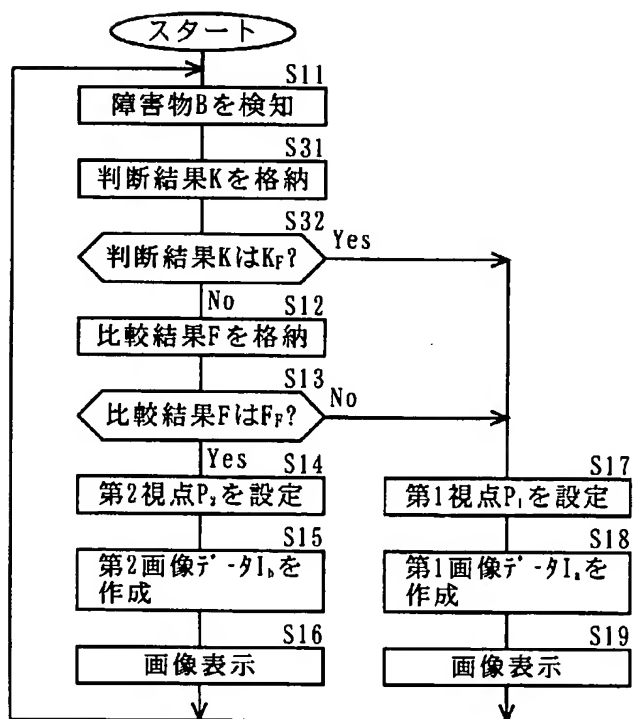 スタート
S11
障害物Bを検知
S31
判断結果Kを格納
S32
判断結果KはK_F?
Yes
No
S12
比較結果Fを格納
S13
比較結果FはF_F?
No
Yes
S14
第2視点P₂を設定
S15
第2画像データI_bを
作成
S16
画像表示
S17
第1視点P₁を設定
S18
第1画像データI_aを
作成
S19
画像表示